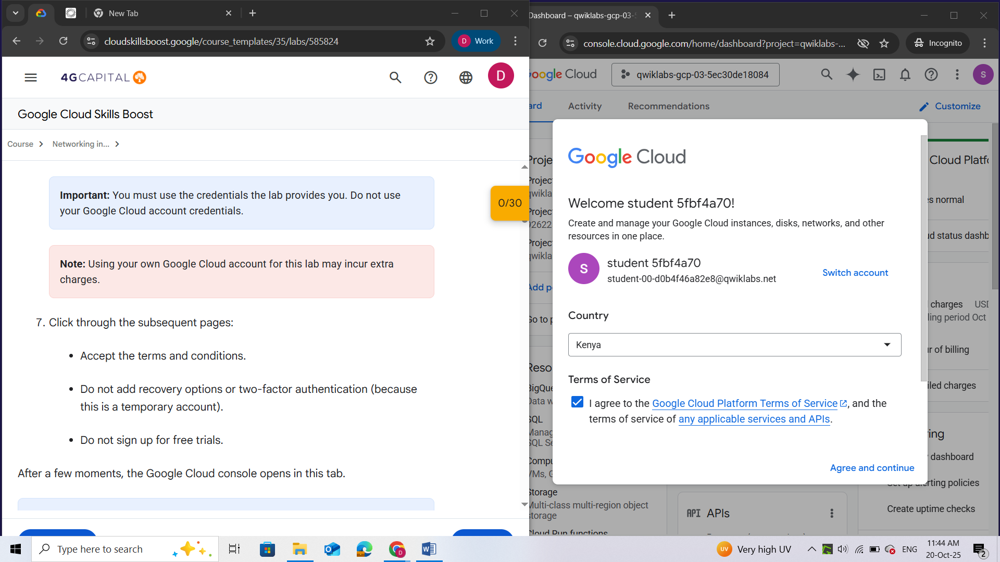 New Tab
cloudskillsboost.google/course_templates/35/labs/585824
D Work
4GCAPITAL
D
Google Cloud Skills Boost
Course
Networking in...
Important: You must use the credentials the lab provides you. Do not use
your Google Cloud account credentials.
0/30
Note: Using your own Google Cloud account for this lab may incur extra
charges.
7. Click through the subsequent pages:
• Accept the terms and conditions.
• Do not add recovery options or two-factor authentication (because
this is a temporary account).
• Do not sign up for free trials.
After a few moments, the Google Cloud console opens in this tab.
Dashboard – qwiklabs-gcp-03-
console.cloud.google.com/home/dashboard?project=qwiklabs-...
Incognito
oogle Cloud
qwiklabs-gcp-03-5ec30de18084
S
ard
Activity
Recommendations
Customize
Google Cloud
Welcome student 5fbf4a70!
Create and manage your Google Cloud instances, disks, networks, and other
resources in one place.
S
student 5fbf4a70
student-00-d0b4f46a82e8@qwiklabs.net
Switch account
Country
Kenya
Terms of Service
I agree to the Google Cloud Platform Terms of Service, and the
terms of service of any applicable services and APIs.
Agree and continue
Cloud Platf
es normal
ud status dashb
charges USD
ling period Oct
ur of billing
iled charges
ring
dashboard
Set up alerting policies
Create uptime checks
Proje
Project
qwikla
Project
92622
Project
qwikla
Add p
Go to p
Reso
BigQue
Data w
SQL
Manag
SQL Se
Compu
VMs, G
Storage
Multi-class multi-region object
storage
Cloud Run functions
API APIs
Type here to search
UV Very high UV
ENG
11:44 AM
20-Oct-25
2